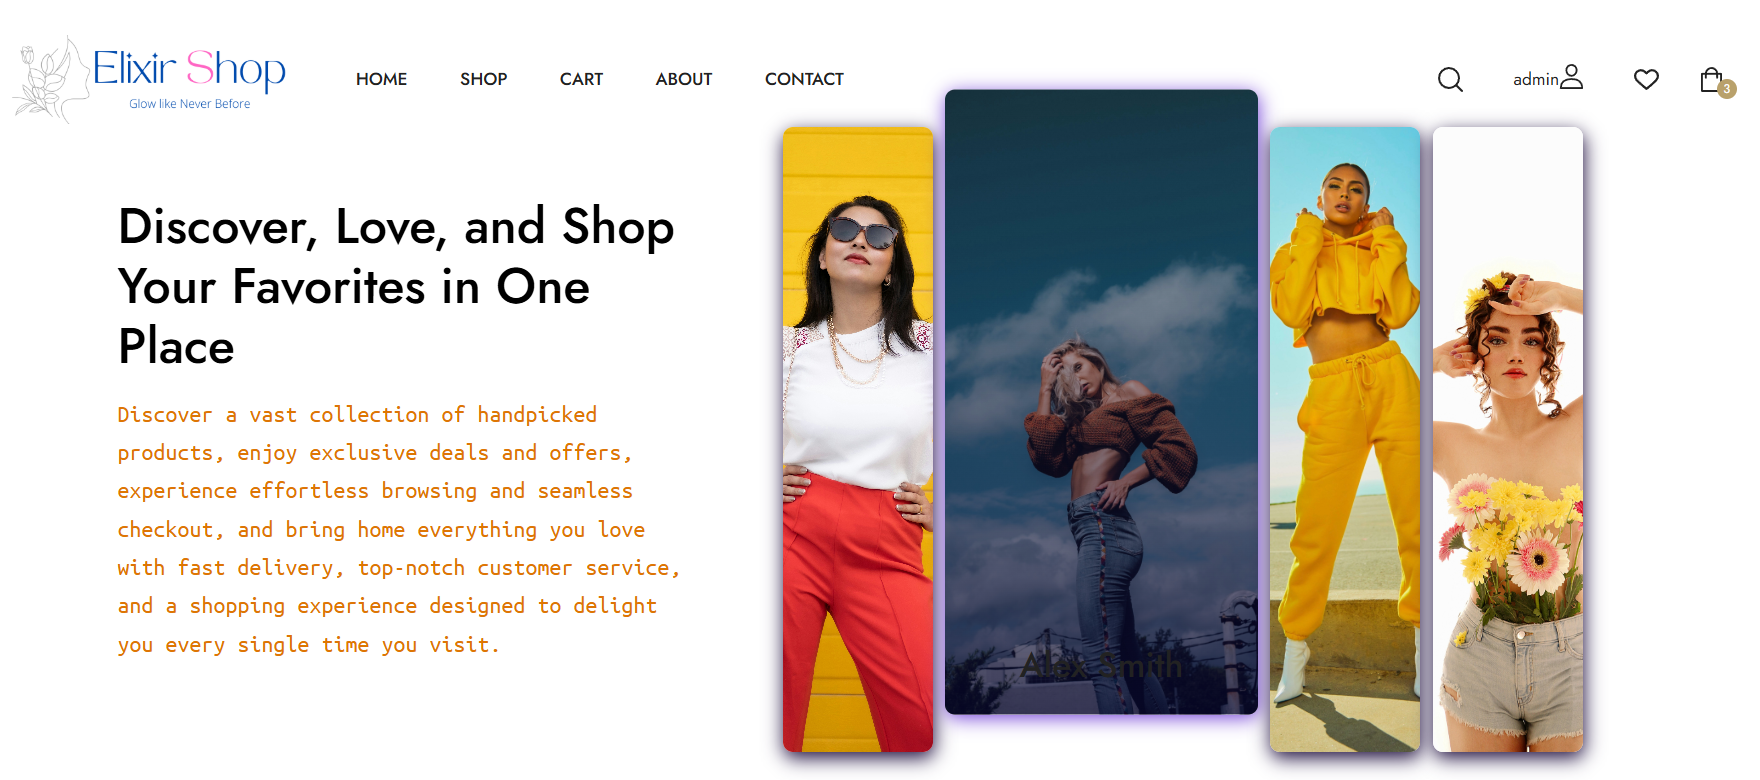 Elixir Shop
Glow like Never Before
HOME SHOP CART ABOUT CONTACT
admin
3
Discover, Love, and Shop
Your Favorites in One
Place
Discover a vast collection of handpicked
products, enjoy exclusive deals and offers,
experience effortless browsing and seamless
checkout, and bring home everything you love
with fast delivery, top-notch customer service,
and a shopping experience designed to delight
you every single time you visit.
Alex Smith